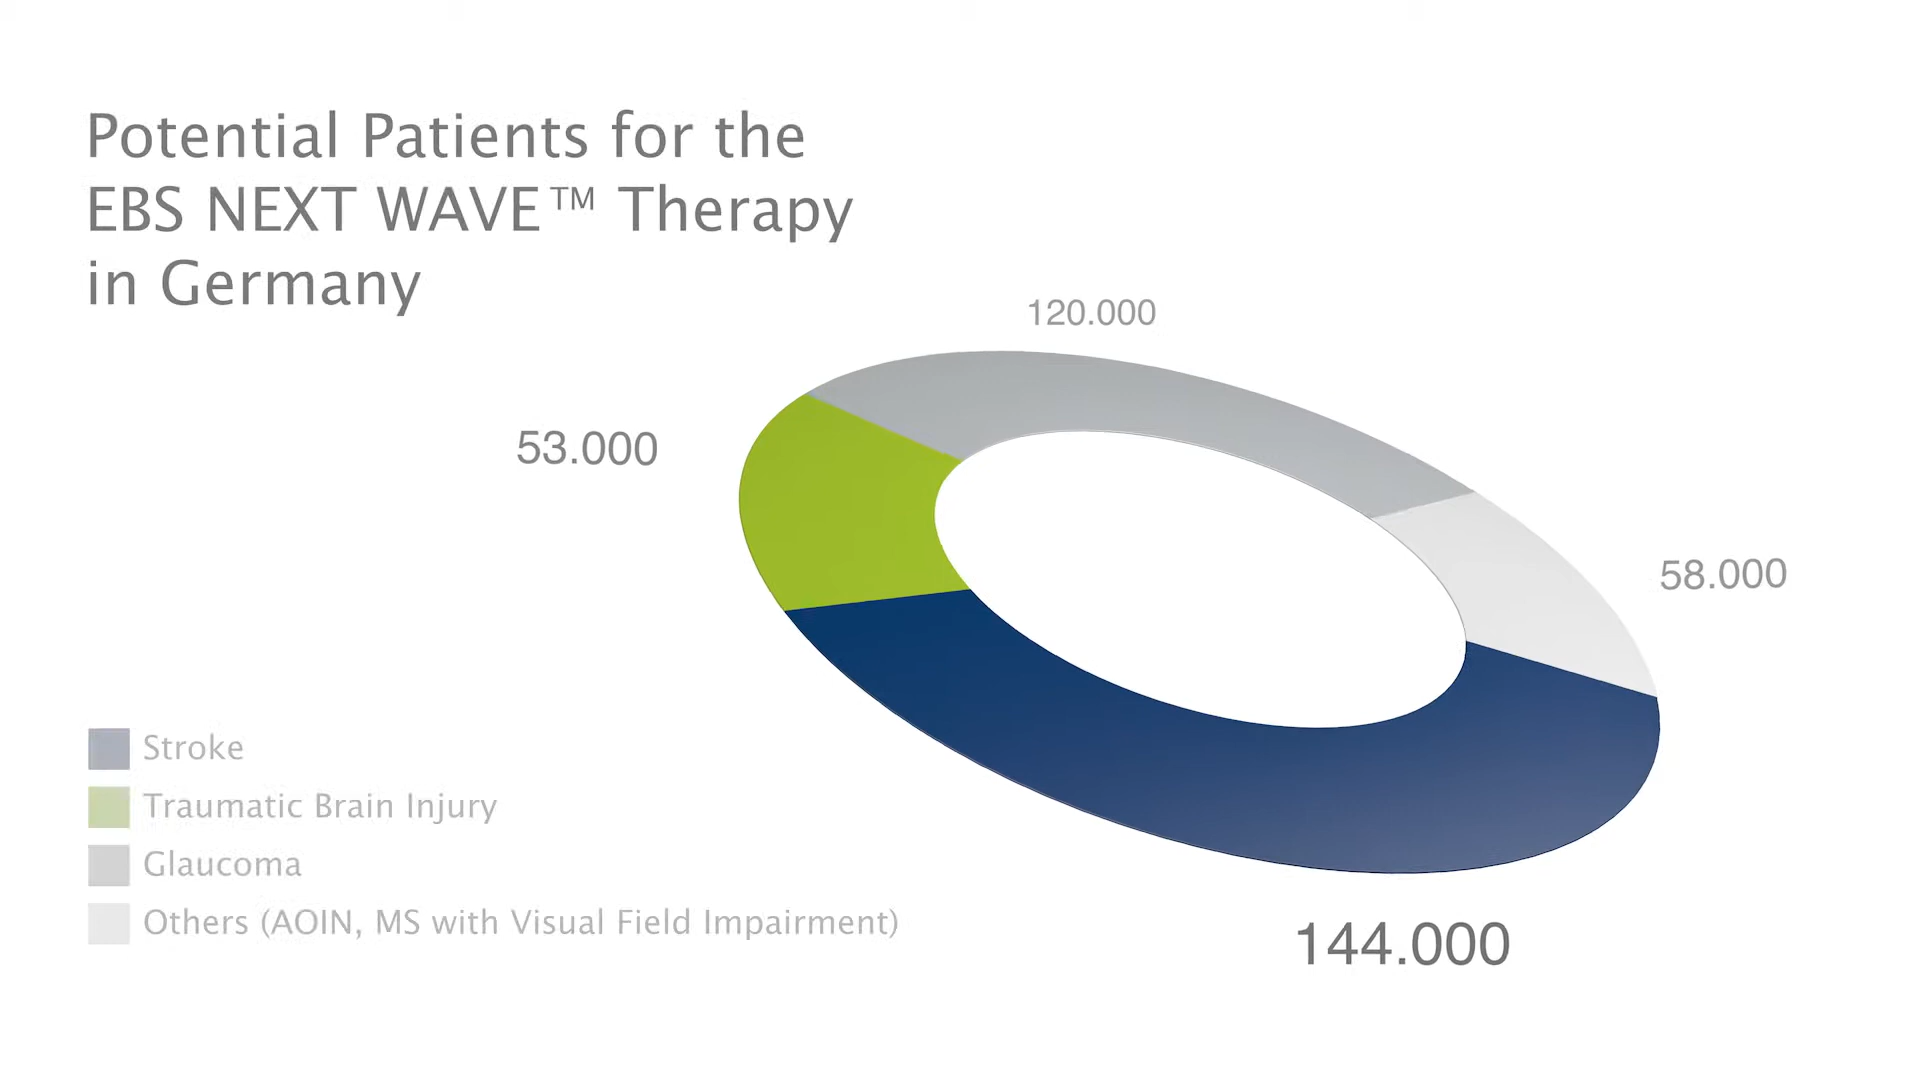 Potential Patients for the
EBS NEXT WAVE™ Therapy
in Germany
120.000
53.000
58.000
144.000
Stroke
Traumatic Brain Injury
Glaucoma
Others (AOIN, MS with Visual Field Impairment)